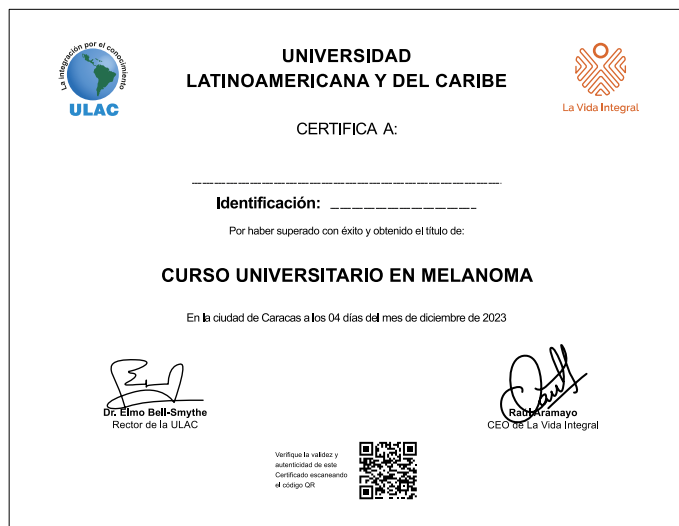 La integración por el conocimiento
ULAC
UNIVERSIDAD
LATINOAMERICANA Y DEL CARIBE
La Vida Integral
CERTIFICA A:
Identificación:
Por haber superado con éxito y obtenido el título de:
CURSO UNIVERSITARIO EN MELANOMA
En la ciudad de Caracas a los 04 días del mes de diciembre de 2023
Dr. Elmo Bell-Smythe
Rector de la ULAC
Raúl Aramayo
CEO de La Vida Integral
Verifique la validez y
autenticidad de este
Certificado escaneando
el código QR